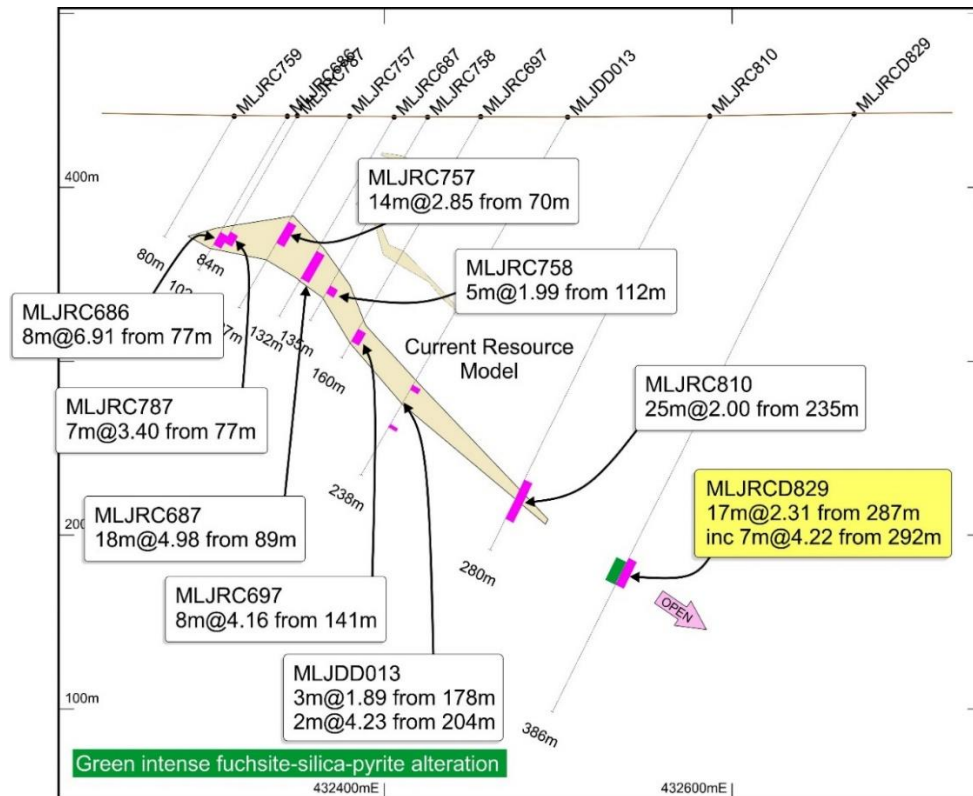 MLJRC759
MLJRC686
MLJRC787
MLJRC757
MLJRC687
MLJRC758
MLJRC697
MLJDD013
MLJRC810
MLJRCD829
400m
MLJRC757
14m@2.85 from 70m
80m
84m
MLJRC758
5m@1.99 from 112m
MLJRC686
8m@6.91 from 77m
132m
135m
160m
Current Resource
Model
MLJRC810
25m@2.00 from 235m
MLJRC787
7m@3.40 from 77m
238m
MLJRCD829
17m@2.31 from 287m
inc 7m@4.22 from 292m
MLJRC687
18m@4.98 from 89m
280m
MLJRC697
8m@4.16 from 141m
OPEN
MLJDD013
3m@1.89 from 178m
2m@4.23 from 204m
100m
386m
Green intense fuchsite-silica-pyrite alteration
432400mE
432600mE